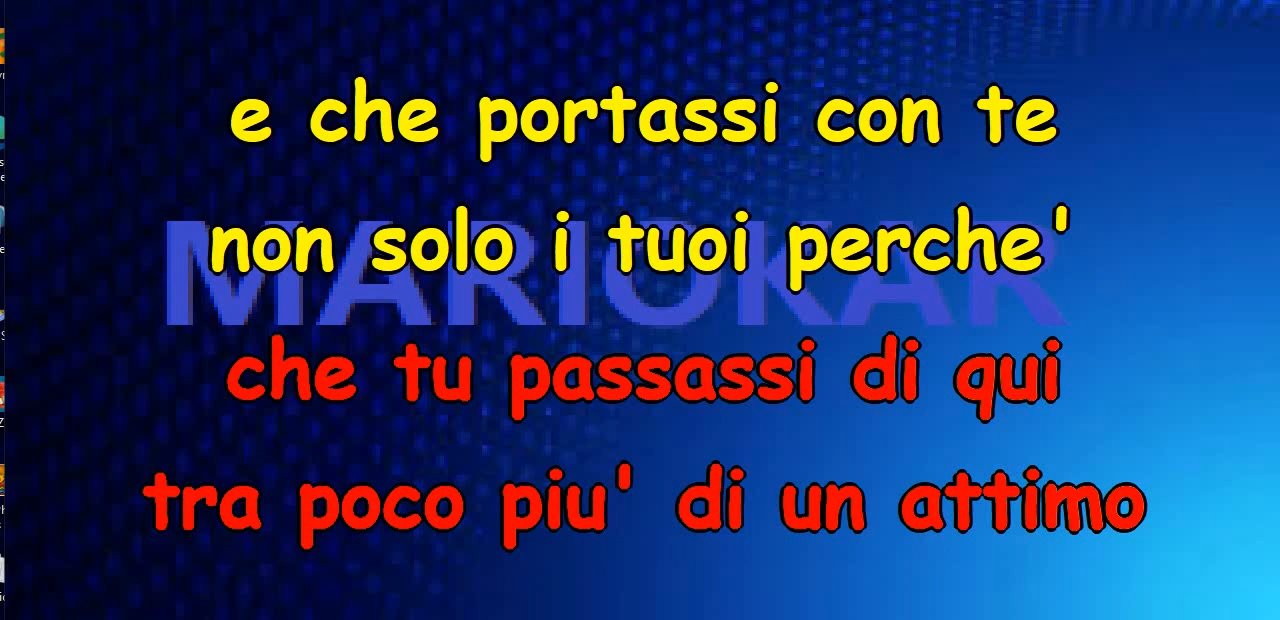 e che portassi con te
non solo i tuoi perche'
MARIOKAR
che tu passassi di qui
tra poco piu' di un attimo